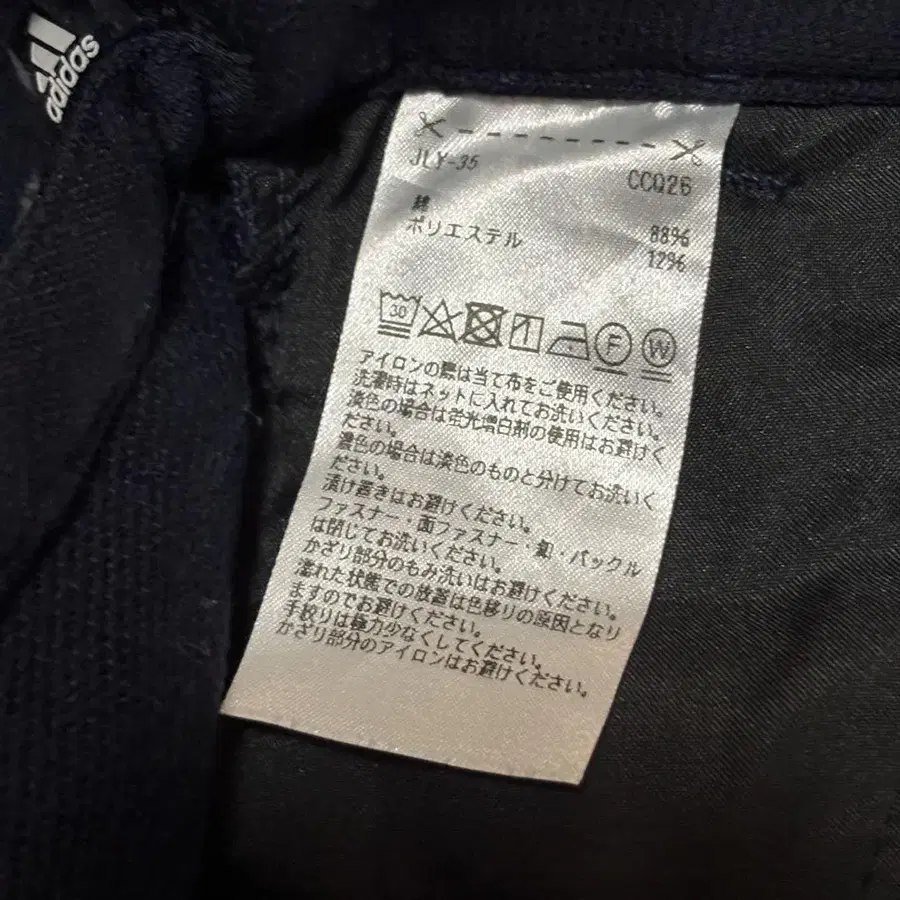 adidas
JLY-35 CCQ26
綿 88%
ポリエステル 12%
30 F W
アイロンの際は当て布をご使用ください。
洗濯時はネットに入れてお洗いください。
淡色の場合は蛍光増白剤の使用はお避けく
ださい。
濃色の場合は淡色のものと分けてお洗いく
ださい。
漬け置きはお避けください。
ファスナー・面ファスナー・釦・バックル
は閉じてお洗いください。
かざり部分のもみ洗いはお避けください。
濡れた状態での放置は色移りの原因となり
ますのでお避けください。
手絞りは極力少なくしてください。
かざり部分のアイロンはお避けください。